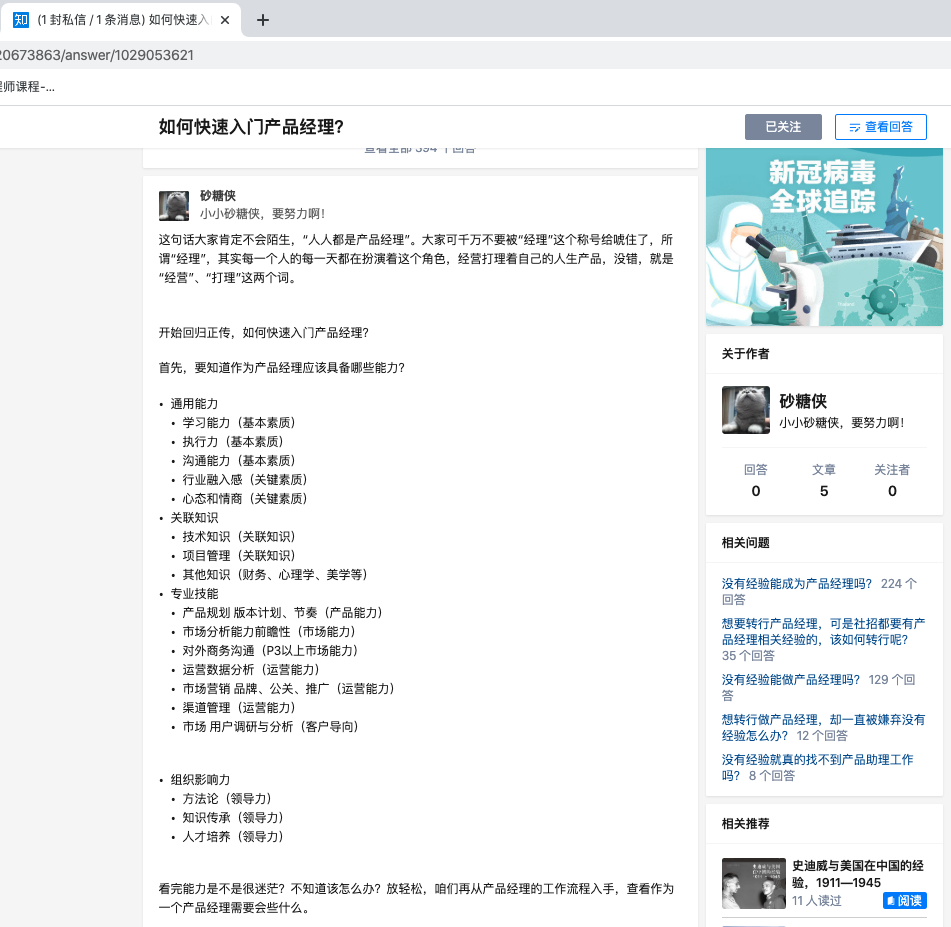 知 (1 封私信 / 1 条消息) 如何快速入
20673863/answer/1029053621
程师课程-...
如何快速入门产品经理?
已关注
查看回答
查看全部 394 个回答
砂糖侠
小小砂糖侠，要努力啊！
这句话大家肯定不会陌生，“人人都是产品经理”。大家可千万不要被“经理”这个称号给唬住了，所
谓“经理”，其实每一个人的每一天都在扮演着这个角色，经营打理着自己的人生产品，没错，就是
“经营”、“打理”这两个词。
开始回归正传，如何快速入门产品经理？
首先，要知道作为产品经理应该具备哪些能力？
• 通用能力
• 学习能力（基本素质）
• 执行力（基本素质）
• 沟通能力（基本素质）
• 行业融入感（关键素质）
• 心态和情商（关键素质）
• 关联知识
• 技术知识（关联知识）
• 项目管理（关联知识）
• 其他知识（财务、心理学、美学等）
• 专业技能
• 产品规划 版本计划、节奏（产品能力）
• 市场分析能力前瞻性（市场能力）
• 对外商务沟通（P3以上市场能力）
• 运营数据分析（运营能力）
• 市场营销 品牌、公关、推广（运营能力）
• 渠道管理（运营能力）
• 市场 用户调研与分析（客户导向）
• 组织影响力
• 方法论（领导力）
• 知识传承（领导力）
• 人才培养（领导力）
看完能力是不是很迷茫？不知道该怎么办？放轻松，咱们再从产品经理的工作流程入手，查看作为
一个产品经理需要会些什么。
新冠病毒
全球追踪
关于作者
砂糖侠
小小砂糖侠，要努力啊！
回答 文章 关注者
0 5 0
相关问题
没有经验能成为产品经理吗？ 224 个
回答
想要转行产品经理，可是社招都要有产
品经理相关经验的，该如何转行呢？
35 个回答
没有经验能做产品经理吗？ 129 个回
答
想转行做产品经理，却一直被嫌弃没有
经验怎么办？ 12 个回答
没有经验就真的找不到产品助理工作
吗？ 8 个回答
相关推荐
史迪威与美国在中国的经
验，1911—1945
11 人读过
阅读